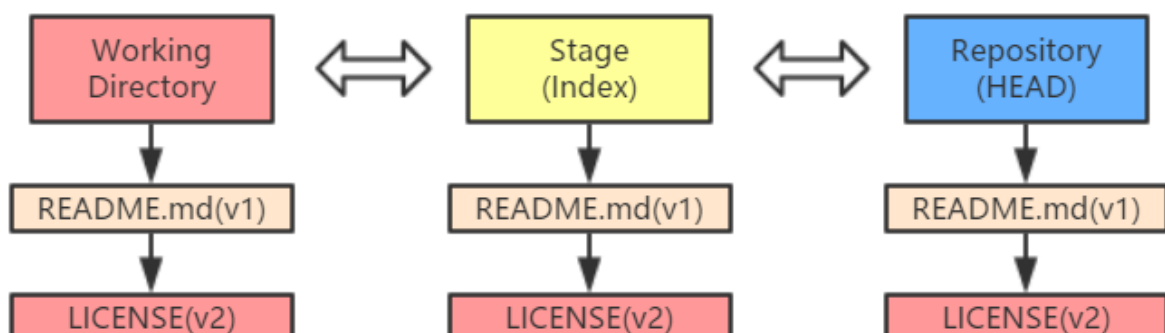 Working
Directory
Stage
(Index)
Repository
(HEAD)
README.md(v1)
README.md(v1)
README.md(v1)
LICENSE(v2)
LICENSE(v2)
LICENSE(v2)